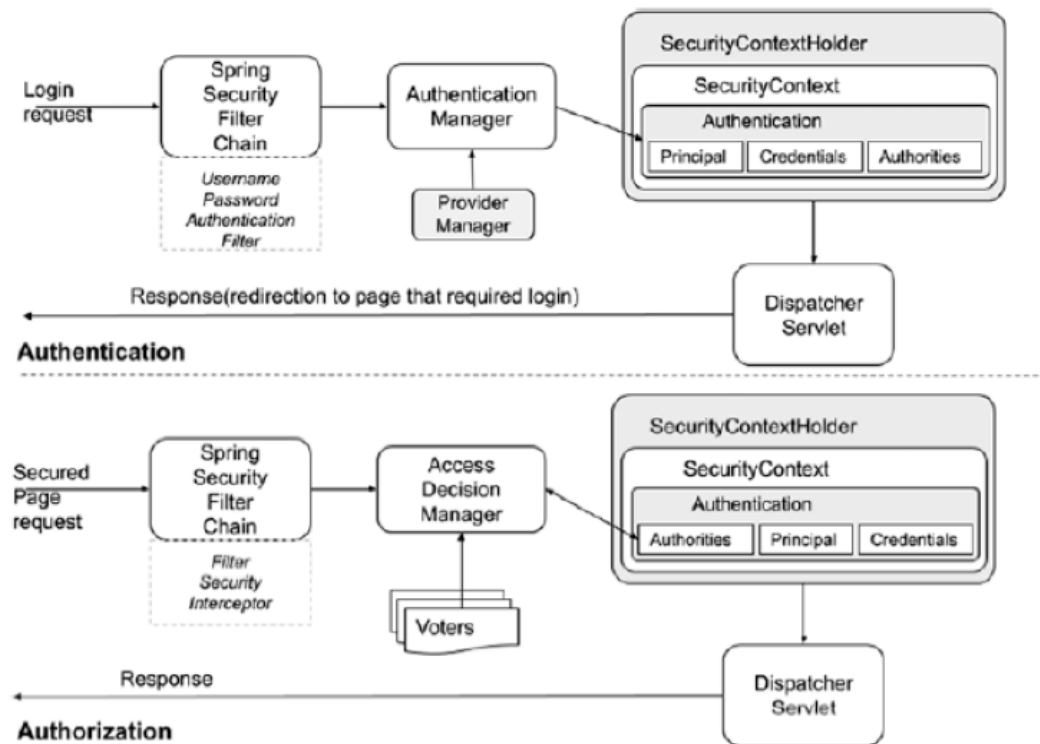 SecurityContextHolder
SecurityContext
Authentication
Principal
Credentials
Authorities
Login
request
Spring
Security
Filter
Chain
Username
Password
Authentication
Filter
Authentication
Manager
Provider
Manager
Dispatcher
Servlet
Response(redirection to page that required login)
Authentication
Secured
Page
request
Spring
Security
Filter
Chain
Filter
Security
Interceptor
Access
Decision
Manager
Voters
SecurityContextHolder
SecurityContext
Authentication
Authorities
Principal
Credentials
Dispatcher
Servlet
Response
Authorization